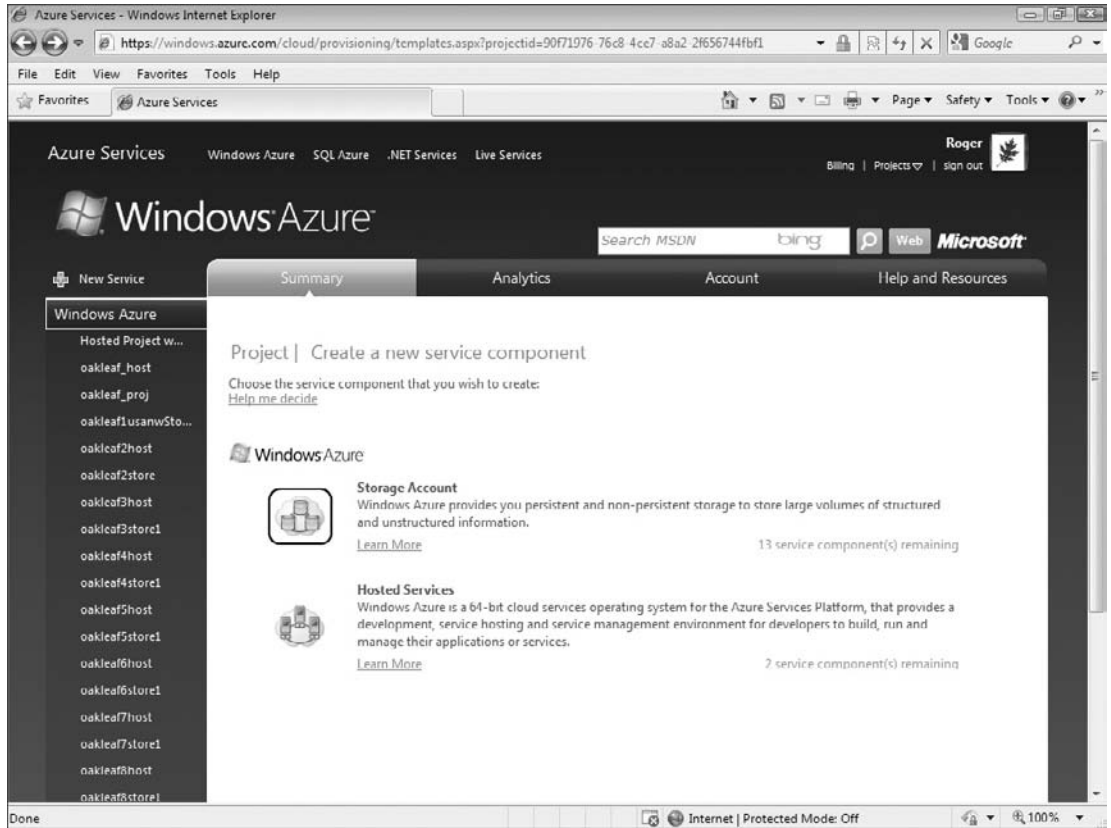 Azure Services - Windows Internet Explorer
https://windows.azure.com/cloud/provisioning/templates.aspx?projectid=90f71976-76c8-4ce7-a8a2-2f656744fbf1
Google
File Edit View Favorites Tools Help
Favorites Azure Services Page Safety Tools
Azure Services Windows Azure SQL Azure .NET Services Live Services
Roger
Billing | Projects | sign out
Windows Azure
Search MSDN bing Web Microsoft
New Service Summary Analytics Account Help and Resources
Windows Azure
Hosted Project w...
oakleaf_host
oakleaf_proj
oakleaf1usanwSto...
oakleaf2host
oakleaf2store
oakleaf3host
oakleaf3store1
oakleaf4host
oakleaf4store1
oakleaf5host
oakleaf5store1
oakleaf6host
oakleaf6store1
oakleaf7host
oakleaf7store1
oakleaf8host
oakleaf8store1
Project | Create a new service component
Choose the service component that you wish to create:
Help me decide
Windows Azure
Storage Account
Windows Azure provides you persistent and non-persistent storage to store large volumes of structured
and unstructured information.
Learn More 13 service component(s) remaining
Hosted Services
Windows Azure is a 64-bit cloud services operating system for the Azure Services Platform, that provides a
development, service hosting and service management environment for developers to build, run and
manage their applications or services.
Learn More 2 service component(s) remaining
Done Internet | Protected Mode: Off 100%